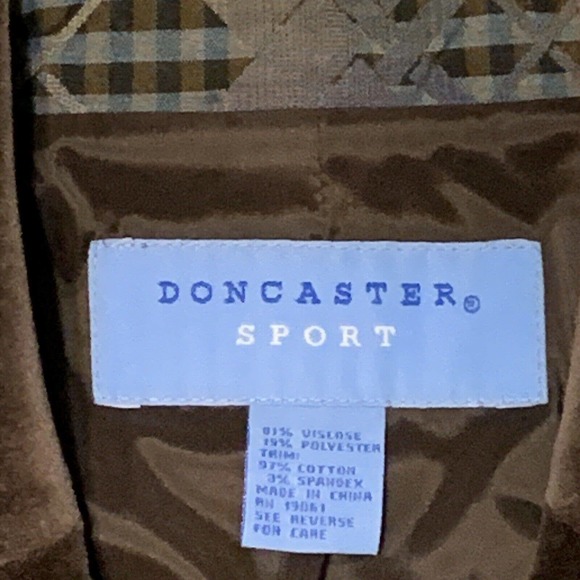 DONCASTER®
SPORT
81% VISCOSE
19% POLYESTER
TRIM:
97% COTTON
3% SPANDEX
MADE IN CHINA
RN 19061
SEE REVERSE
FOR CARE